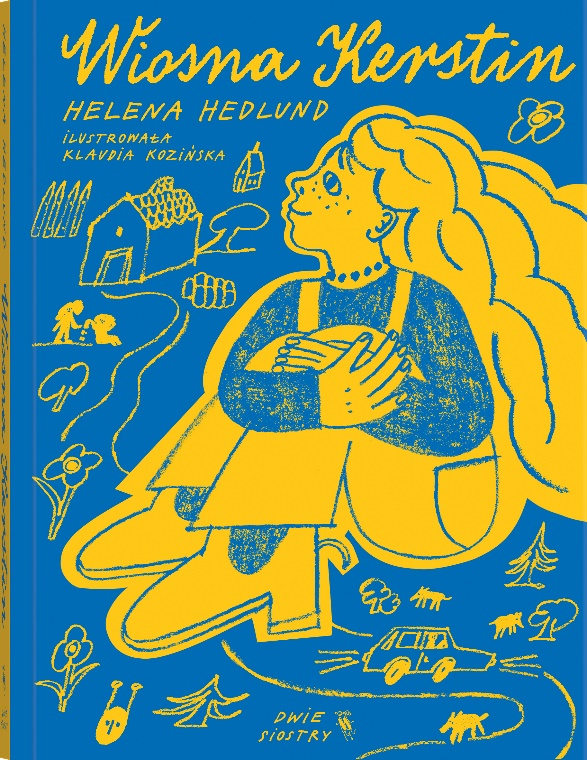 Wiosna Kerstin
HELENA HEDLUND
ILUSTROWAŁA
KLAUDIA KOZIŃSKA
DWIE
SIOSTRY